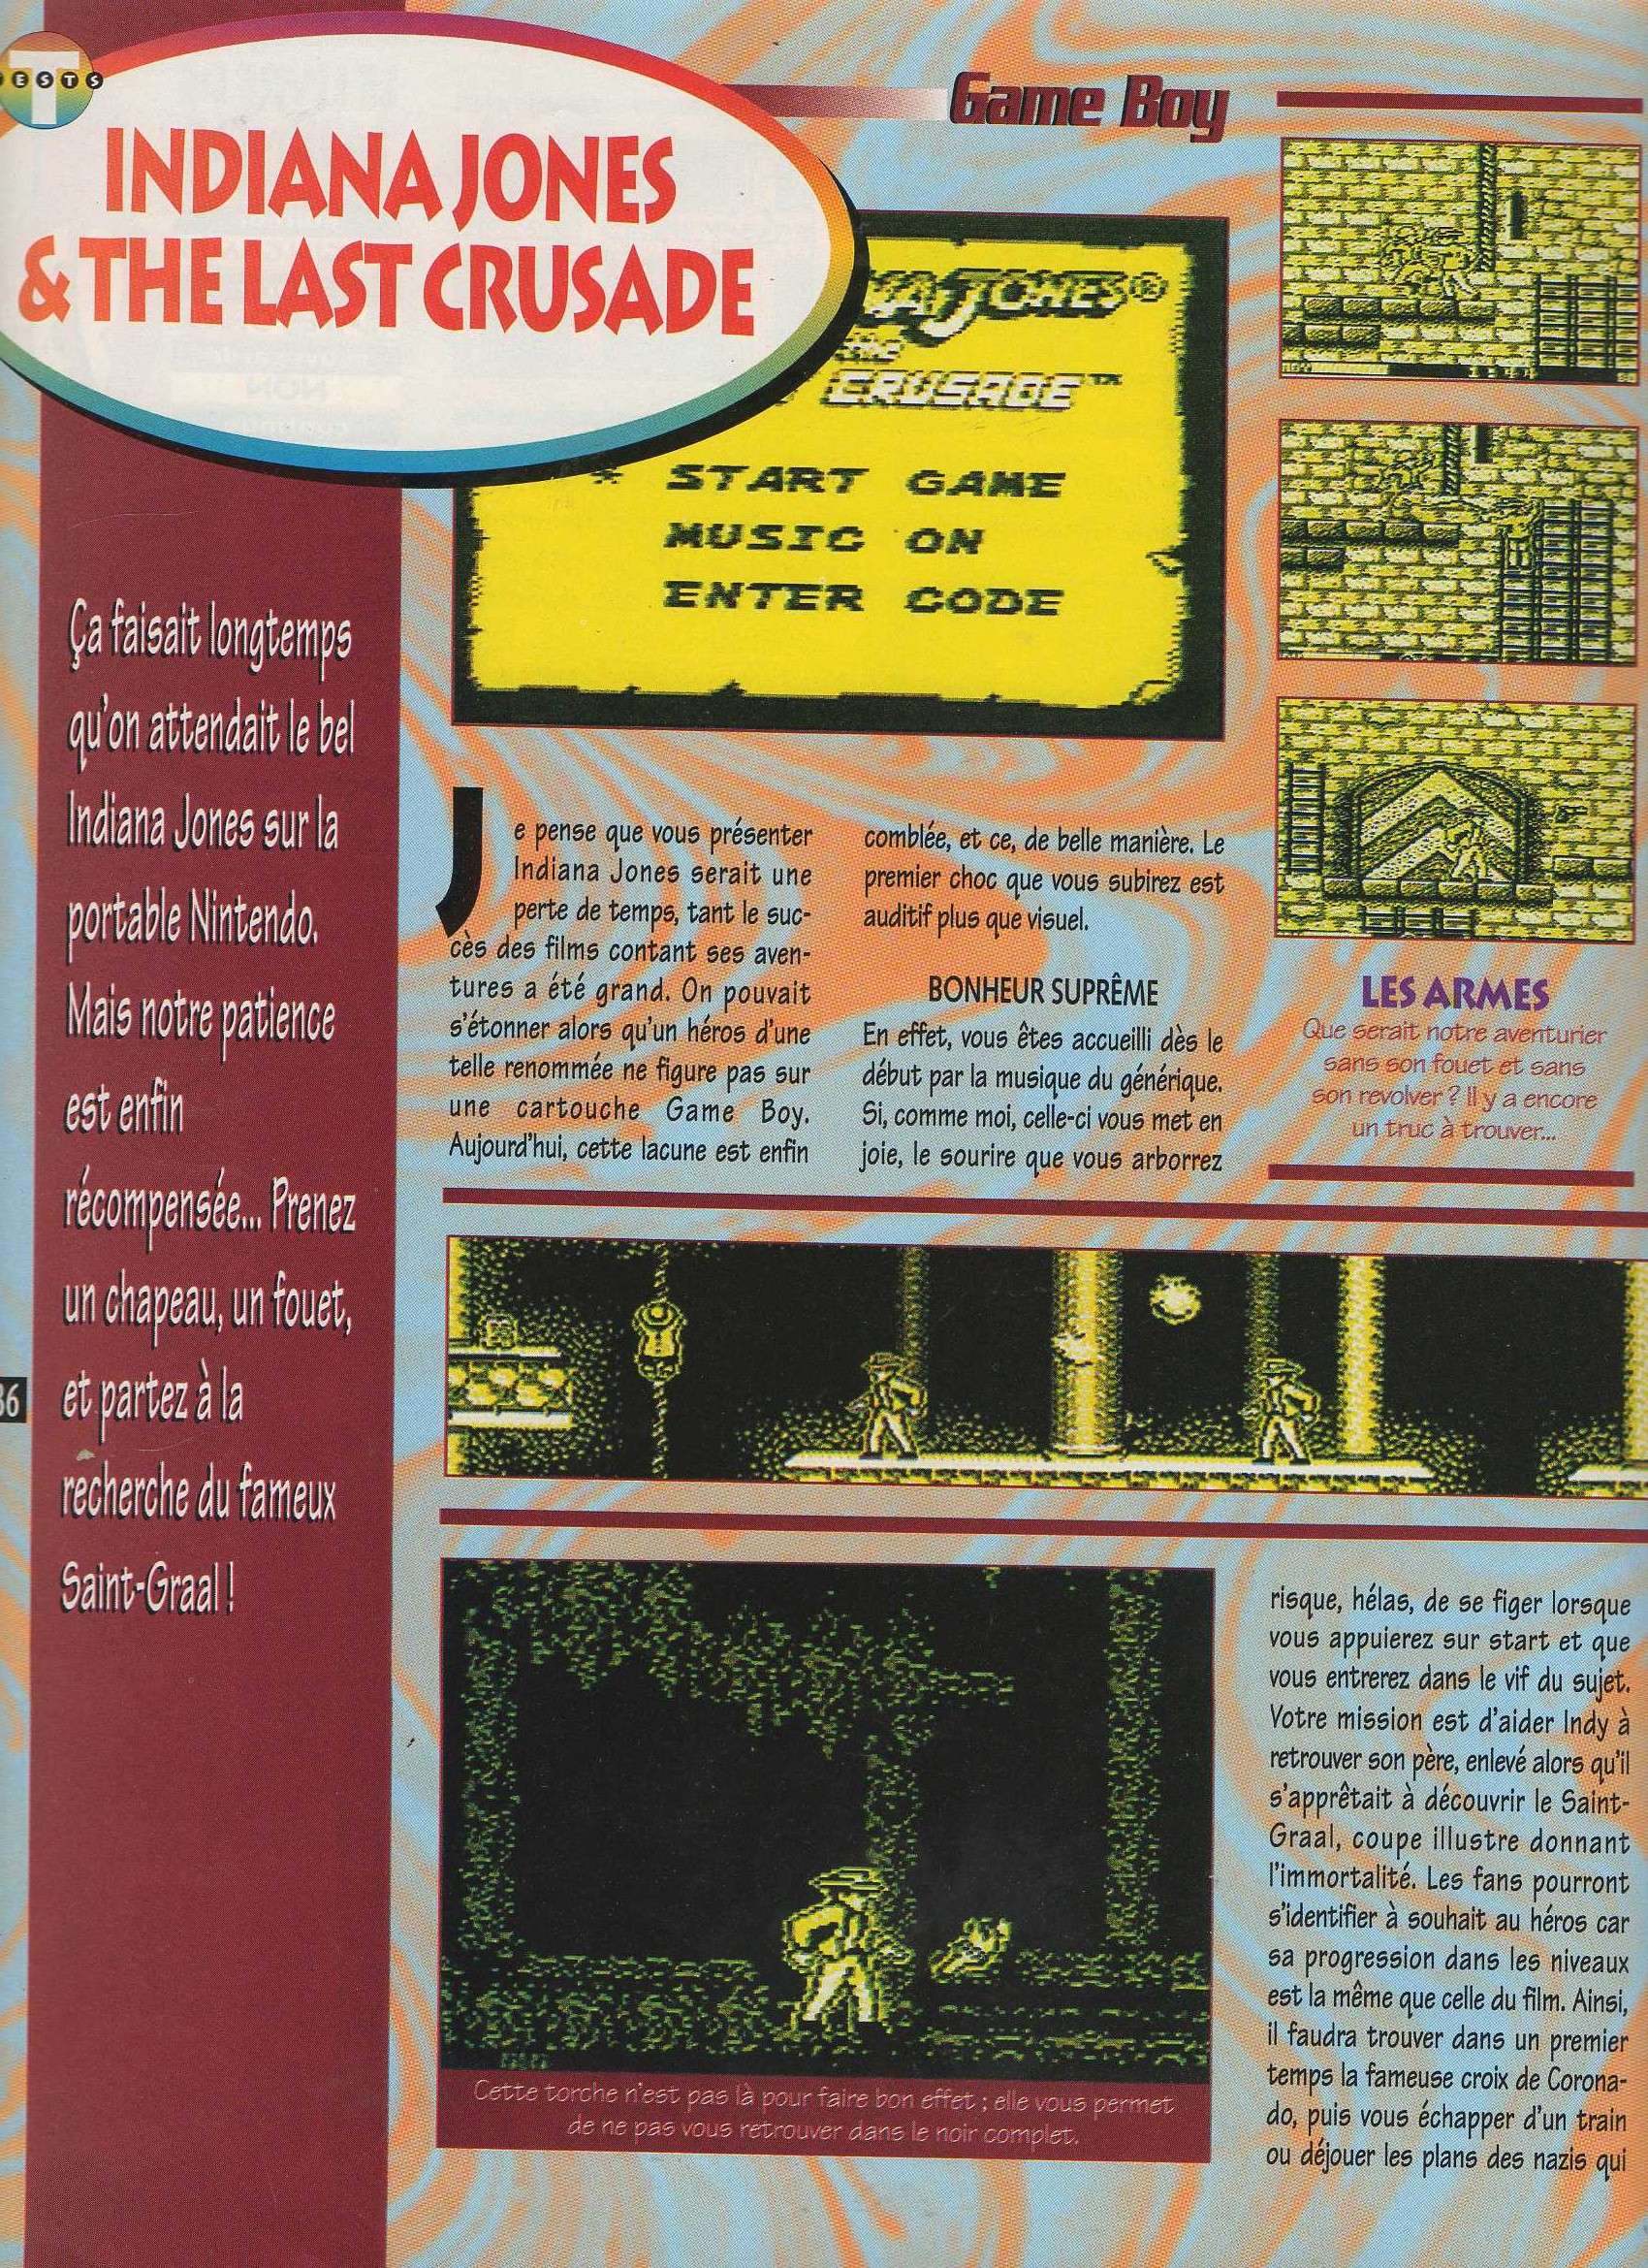 TESTS
Game Boy
INDIANA JONES
& THE LAST CRUSADE
JONES®
the
CRUSADE™
* START GAME
MUSIC ON
ENTER CODE
Ça faisait longtemps
qu'on attendait le bel
Indiana Jones sur la
portable Nintendo.
Mais notre patience
est enfin
récompensée... Prenez
un chapeau, un fouet,
et partez à la
recherche du fameux
Saint-Graal !
Je pense que vous présenter
Indiana Jones serait une
perte de temps, tant le suc-
cès des films contant ses aven-
tures a été grand. On pouvait
s'étonner alors qu'un héros d'une
telle renommée ne figure pas sur
une cartouche Game Boy.
Aujourd'hui, cette lacune est enfin
comblée, et ce, de belle manière. Le
premier choc que vous subirez est
auditif plus que visuel.
BONHEUR SUPRÊME
En effet, vous êtes accueilli dès le
début par la musique du générique.
Si, comme moi, celle-ci vous met en
joie, le sourire que vous arborrez
LES ARMES
Que serait notre aventurier
sans son fouet et sans
son revolver ? Il y a encore
un truc à trouver...
risque, hélas, de se figer lorsque
vous appuierez sur start et que
vous entrerez dans le vif du sujet.
Votre mission est d'aider Indy à
retrouver son père, enlevé alors qu'il
s'apprêtait à découvrir le Saint-
Graal, coupe illustre donnant
l'immortalité. Les fans pourront
s'identifier à souhait au héros car
sa progression dans les niveaux
est la même que celle du film. Ainsi,
il faudra trouver dans un premier
temps la fameuse croix de Corona-
do, puis vous échapper d'un train
ou déjouer les plans des nazis qui
Cette torche n'est pas là pour faire bon effet ; elle vous permet
de ne pas vous retrouver dans le noir complet.
36